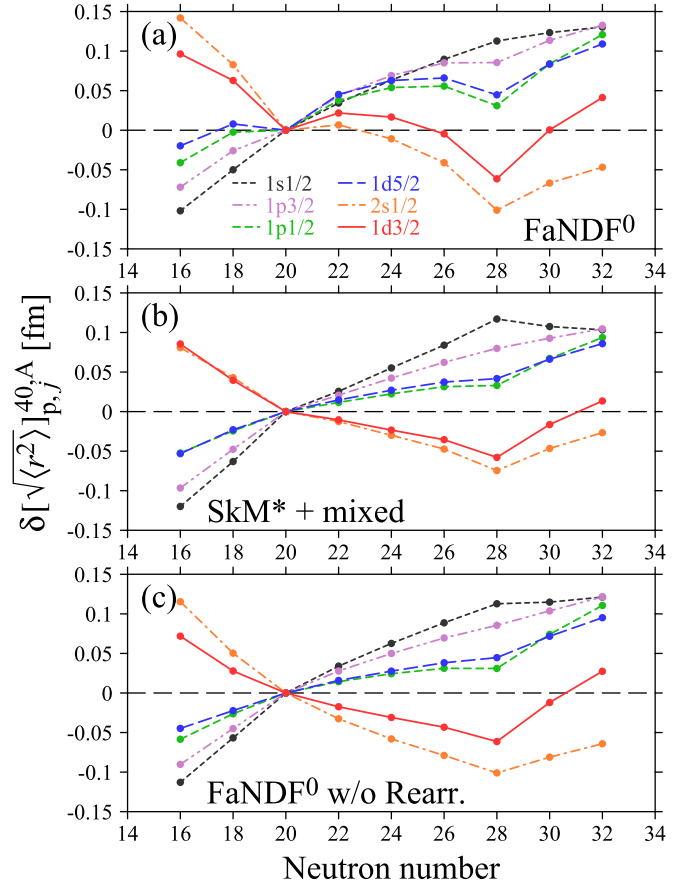 0.15
0.1
0.05
0
-0.05
-0.1
-0.15
(a)
1s1/2
1p3/2
1p1/2
1d5/2
2s1/2
1d3/2
FaNDF⁰
14 16 18 20 22 24 26 28 30 32 34
δ[√⟨r²⟩]p,j 40,A [fm]
0.15
0.1
0.05
0
-0.05
-0.1
-0.15
(b)
SkM* + mixed
14 16 18 20 22 24 26 28 30 32 34
0.15
0.1
0.05
0
-0.05
-0.1
-0.15
(c)
FaNDF⁰ w/o Rearr.
14 16 18 20 22 24 26 28 30 32 34
Neutron number